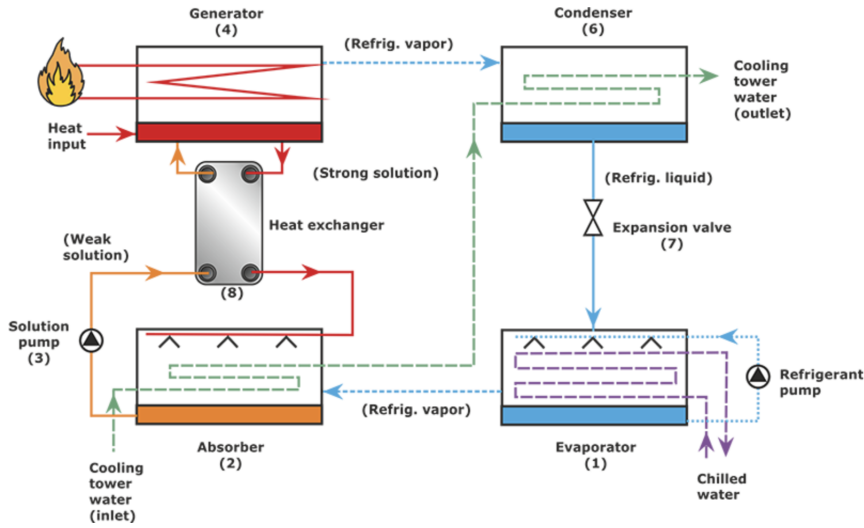 Generator
(4)
Condenser
(6)
(Refrig. vapor)
Cooling
tower
water
(outlet)
Heat
input
(Strong solution)
(Refrig. liquid)
Heat exchanger
Expansion valve
(7)
(Weak
solution)
(8)
Solution
pump
(3)
Refrigerant
pump
(Refrig. vapor)
Absorber
(2)
Evaporator
(1)
Cooling
tower
water
(inlet)
Chilled
water